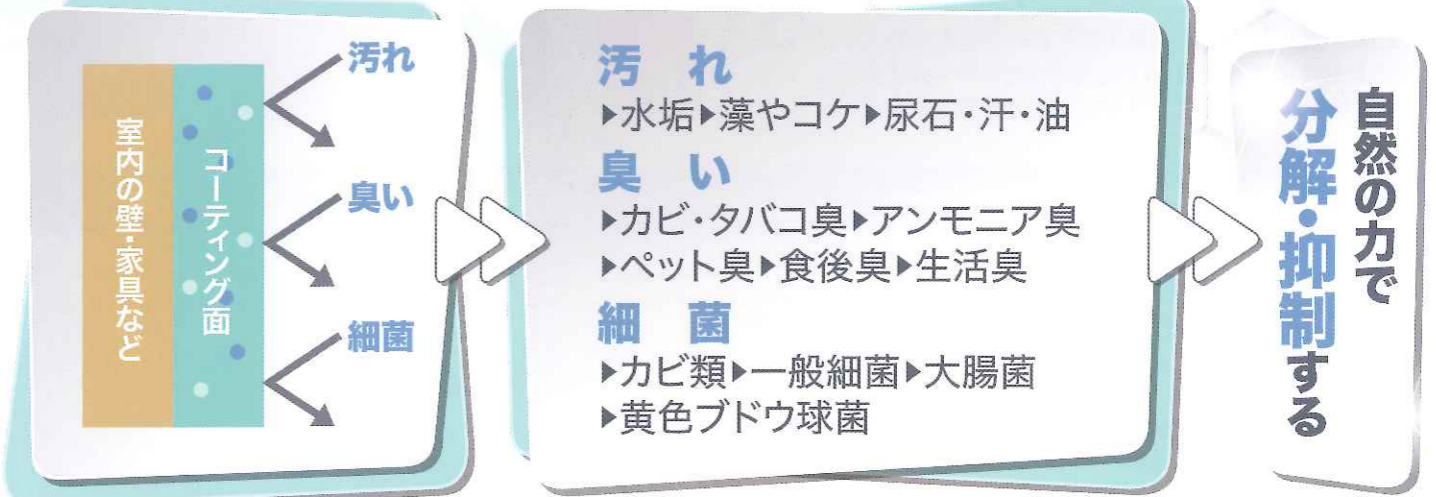 室内の壁・家具など
コーティング面
汚れ
臭い
細菌
汚れ
▶水垢▶藻やコケ▶尿石・汗・油
臭い
▶カビ・タバコ臭▶アンモニア臭
▶ペット臭▶食後臭▶生活臭
細菌
▶カビ類▶一般細菌▶大腸菌
▶黄色ブドウ球菌
自然の力で
分解・抑制する